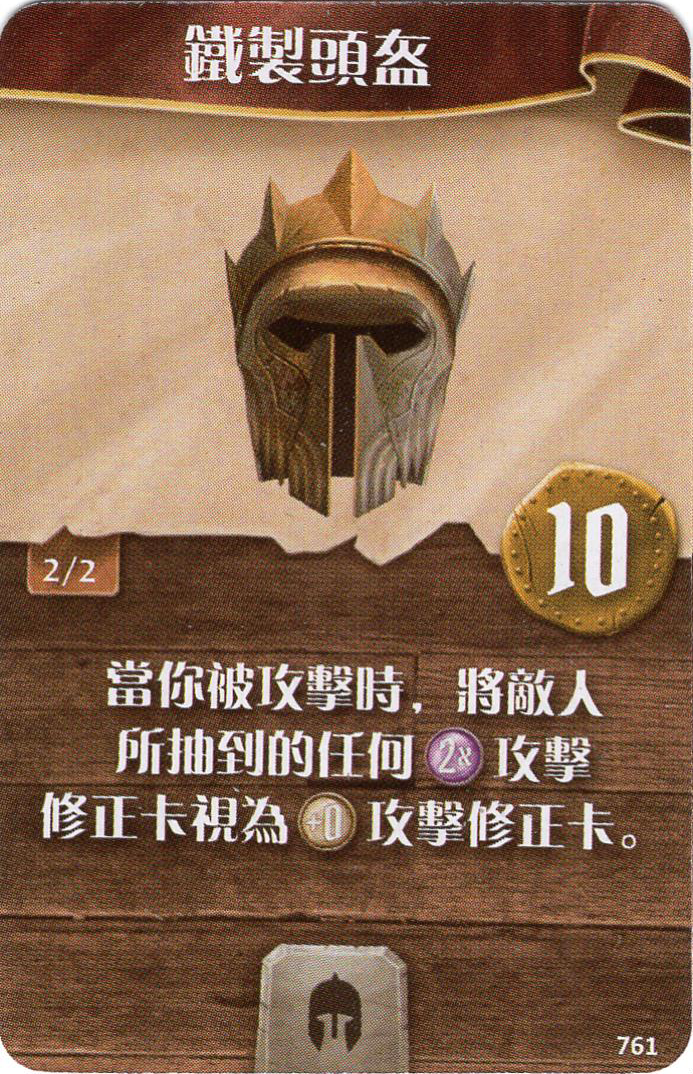 鐵製頭盔
2/2
10
當你被攻擊時，將敵人
所抽到的任何 2x 攻擊
修正卡視為 +0 攻擊修正卡。
761